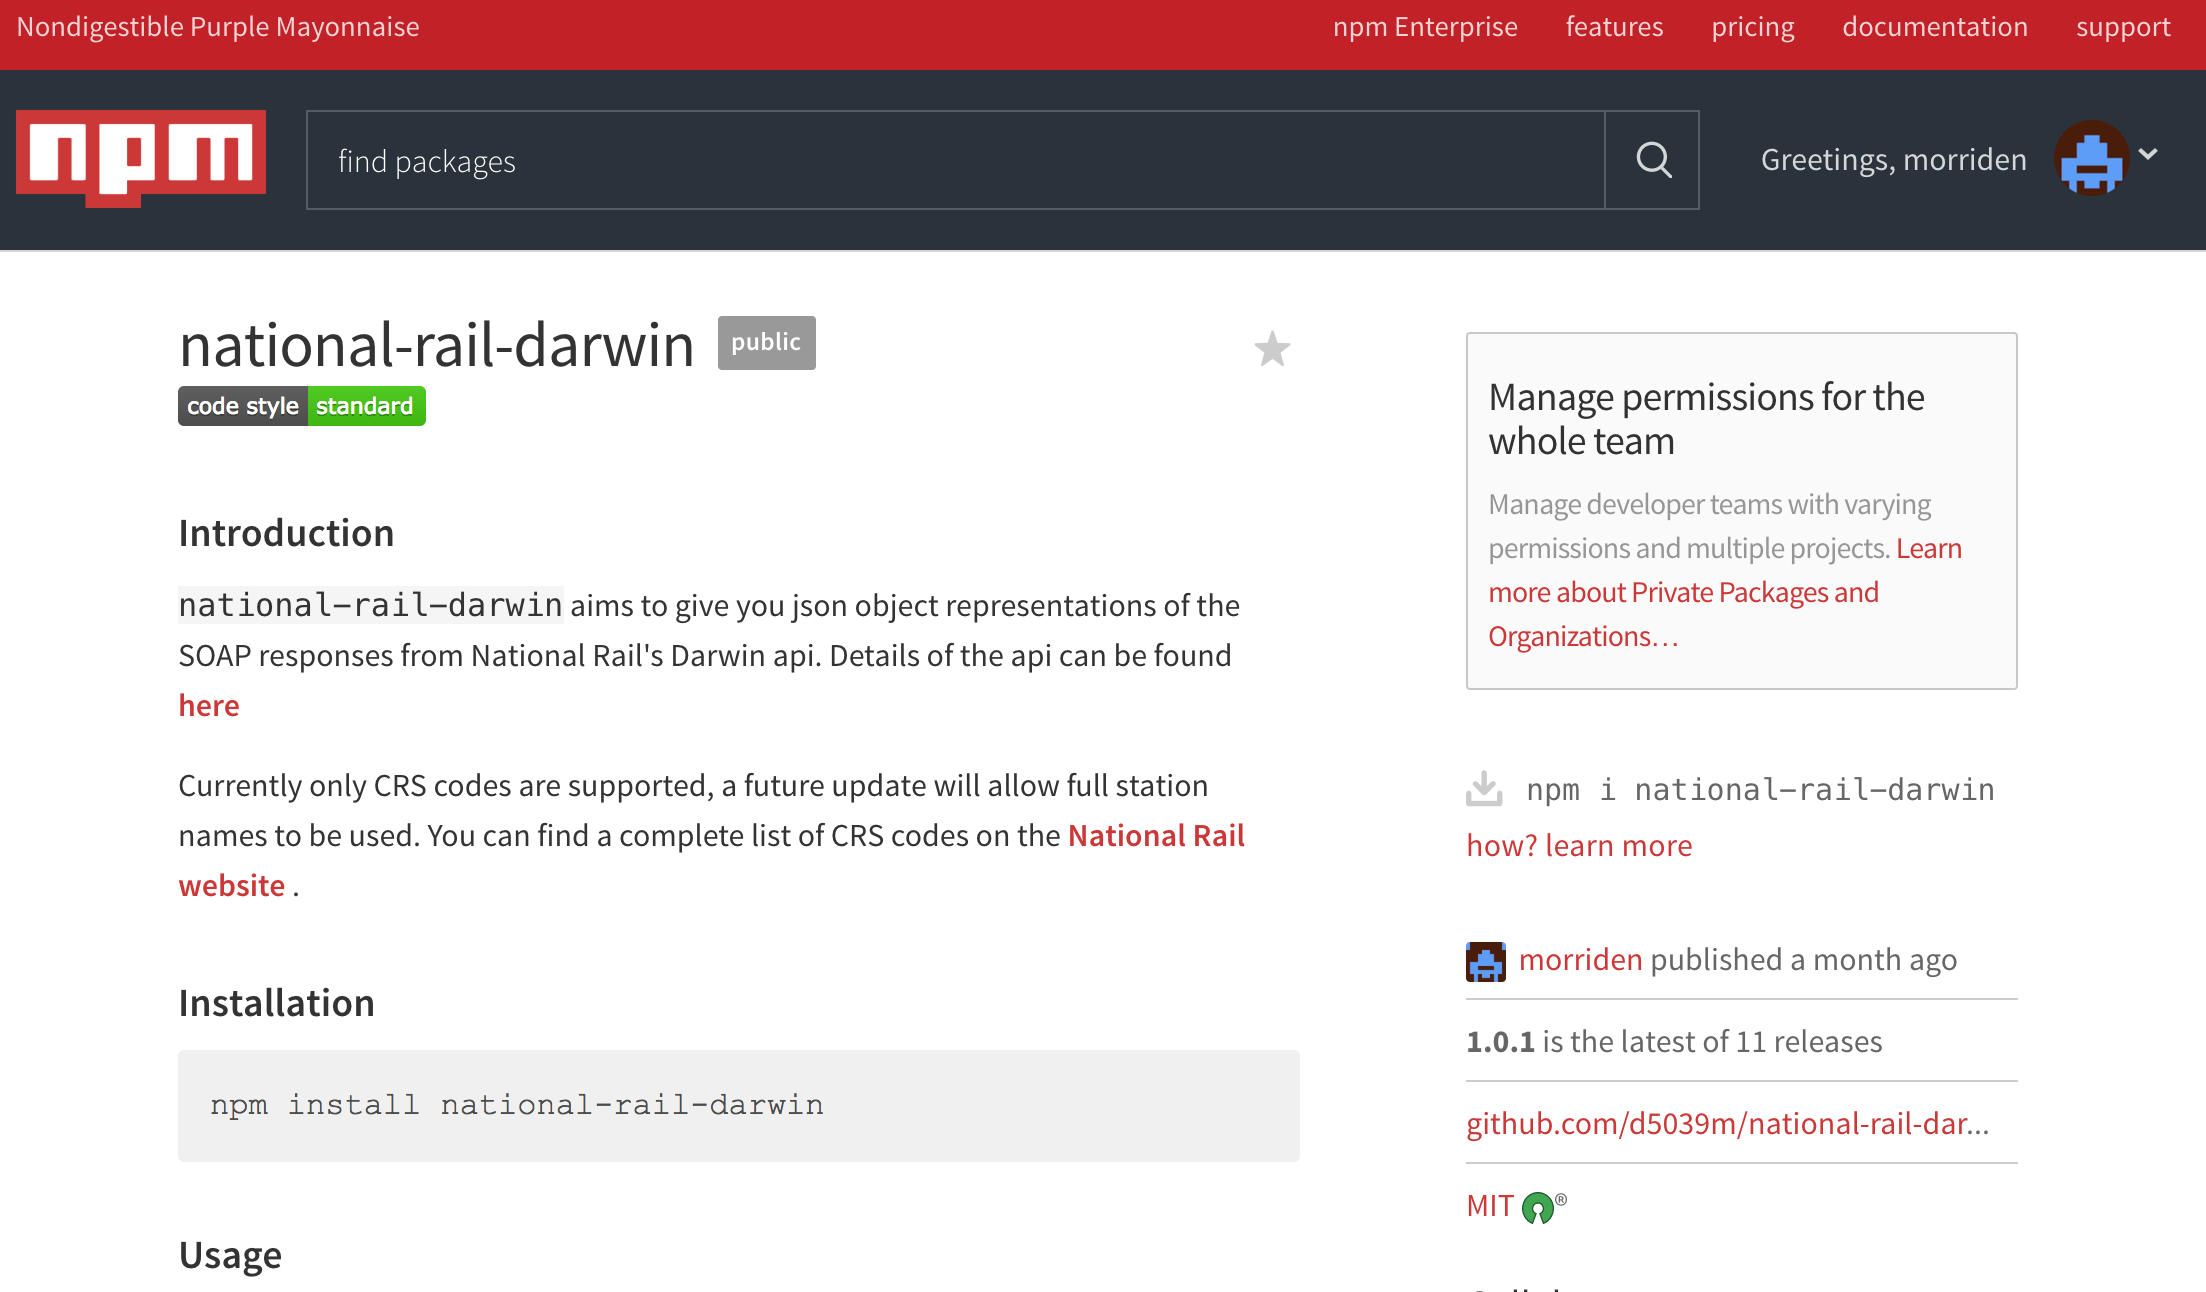 Nondigestible Purple Mayonnaise
npm Enterprise features pricing documentation support
npm
find packages
Greetings, morriden
national-rail-darwin public
code style standard
Introduction
national-rail-darwin aims to give you json object representations of the
SOAP responses from National Rail's Darwin api. Details of the api can be found
here
Currently only CRS codes are supported, a future update will allow full station
names to be used. You can find a complete list of CRS codes on the National Rail
website .
Installation
npm install national-rail-darwin
Usage
Manage permissions for the
whole team
Manage developer teams with varying
permissions and multiple projects. Learn
more about Private Packages and
Organizations…
npm i national-rail-darwin
how? learn more
morriden published a month ago
1.0.1 is the latest of 11 releases
github.com/d5039m/national-rail-dar...
MIT ®